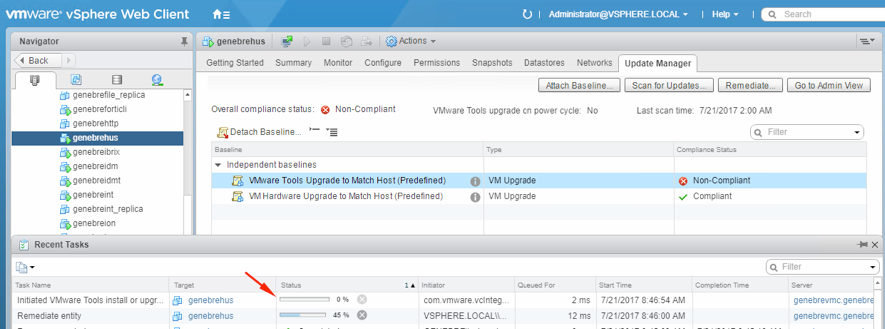 vmware® vSphere Web Client
Administrator@VSPHERE.LOCAL
Help
Search
Navigator
genebrehus
Actions
Back
Getting Started Summary Monitor Configure Permissions Snapshots Datastores Networks Update Manager
Attach Baseline... Scan for Updates... Remediate... Go to Admin View
genebrefile_replica
genebreforticli
genebrehttp
genebrehus
genebreibrix
genebreidm
genebreidmt
genebreint
genebreint_replica
genebreion
Overall compliance status: Non-Compliant VMware Tools upgrade cn power cycle: No Last scan time: 7/21/2017 2:00 AM
Detach Baseline... Filter
Baseline Type Compliance Status
Independent baselines
VMware Tools Upgrade to Match Host (Predefined) VM Upgrade Non-Compliant
VM Hardware Upgrade to Match Host (Predefined) VM Upgrade Compliant
Recent Tasks
Filter
Task Name Target Status 1 Initiator Queued For Start Time Completion Time Server
Initiated VMware Tools install or upgr... genebrehus 0 % com.vmware.vcInteg... 2 ms 7/21/2017 8:46:54 AM genebrevmc.genebre
Remediate entity genebrehus 45 % VSPHERE.LOCAL\\... 12 ms 7/21/2017 8:46:00 AM genebrevmc.genebre